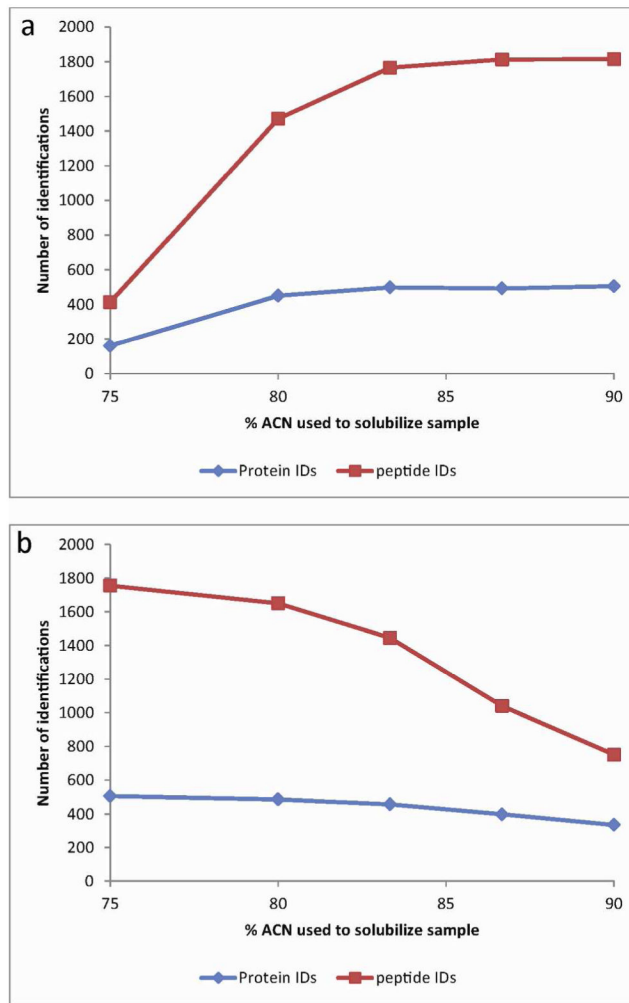 a
2000
1800
1600
1400
1200
1000
800
600
400
200
0
Number of identifications
75 80 85 90
% ACN used to solubilize sample
Protein IDs peptide IDs
b
2000
1800
1600
1400
1200
1000
800
600
400
200
0
Number of identifications
75 80 85 90
% ACN used to solubilize sample
Protein IDs peptide IDs